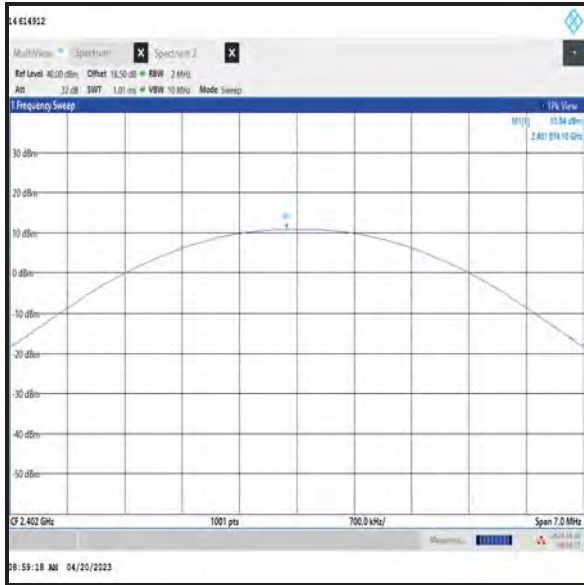 14 614912
MultiView Spectrum X Spectrum 2 X
Ref Level 40.00 dBm Offset 18.50 dB RBW 2 MHz
Att 32 dB SWT 1.01 ms VBW 10 MHz Mode Sweep
1 Frequency Sweep 1Pk View
M1[1] 10.84 dBm
2.401 874 10 GHz
M1
30 dBm
20 dBm
10 dBm
0 dBm
-10 dBm
-20 dBm
-30 dBm
-40 dBm
-50 dBm
CF 2.402 GHz 1001 pts 700.0 kHz/ Span 7.0 MHz
08:59:18 AM 04/20/2023